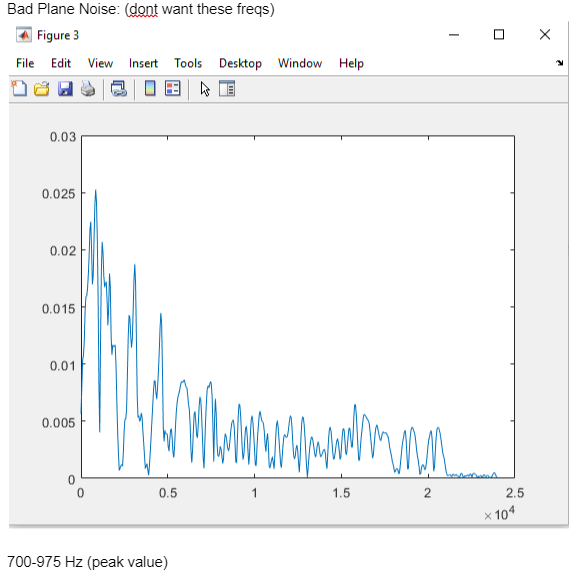 Bad Plane Noise: (dont want these freqs)
Figure 3
File Edit View Insert Tools Desktop Window Help
0.03
0.025
0.02
0.015
0.01
0.005
0
0 0.5 1 1.5 2 2.5
× 10^4
700-975 Hz (peak value)